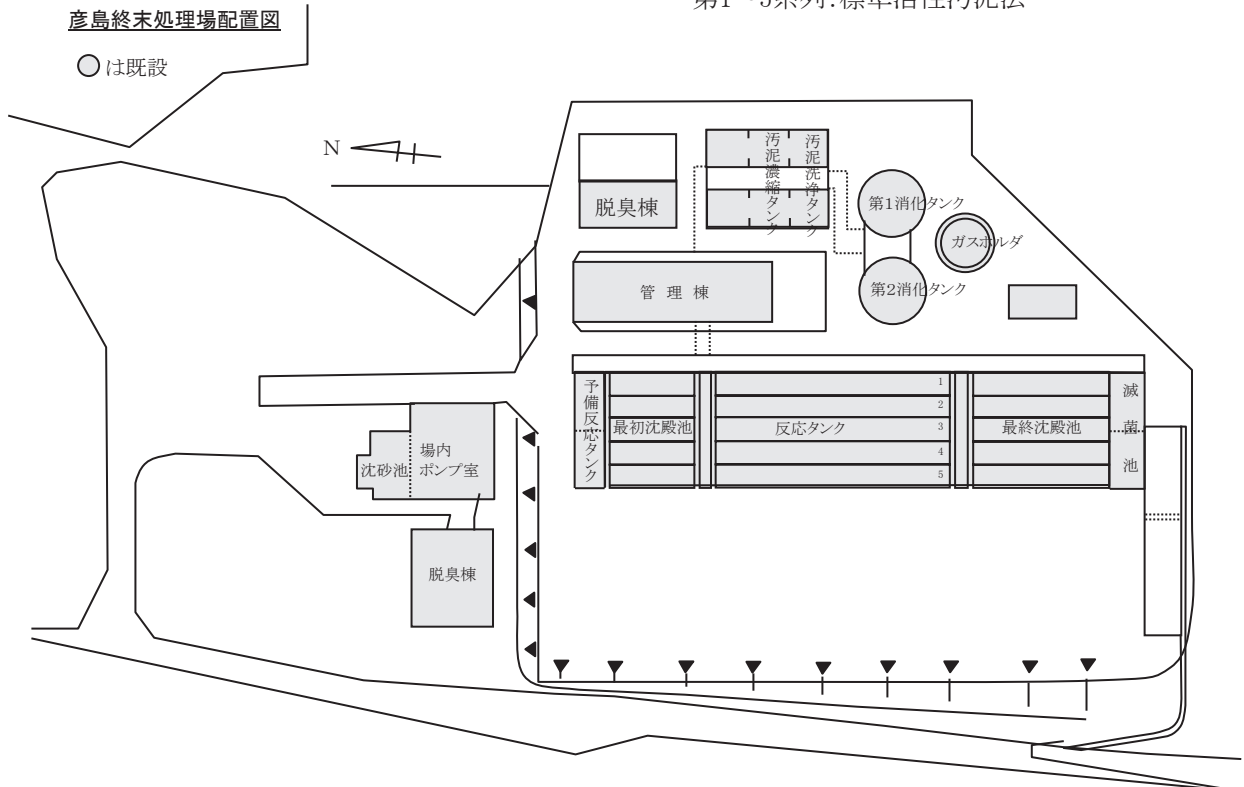 彦島終末処理場配置図
第1~5系列:標準活性汚泥法
は既設
N
汚泥濃縮タンク
汚泥洗浄タンク
脱臭棟
第1消化タンク
ガスホルダ
管理棟
第2消化タンク
予備反応タンク
最初沈殿池
反応タンク
1
2
3
4
5
最終沈殿池
滅菌池
沈砂池
場内
ポンプ室
脱臭棟